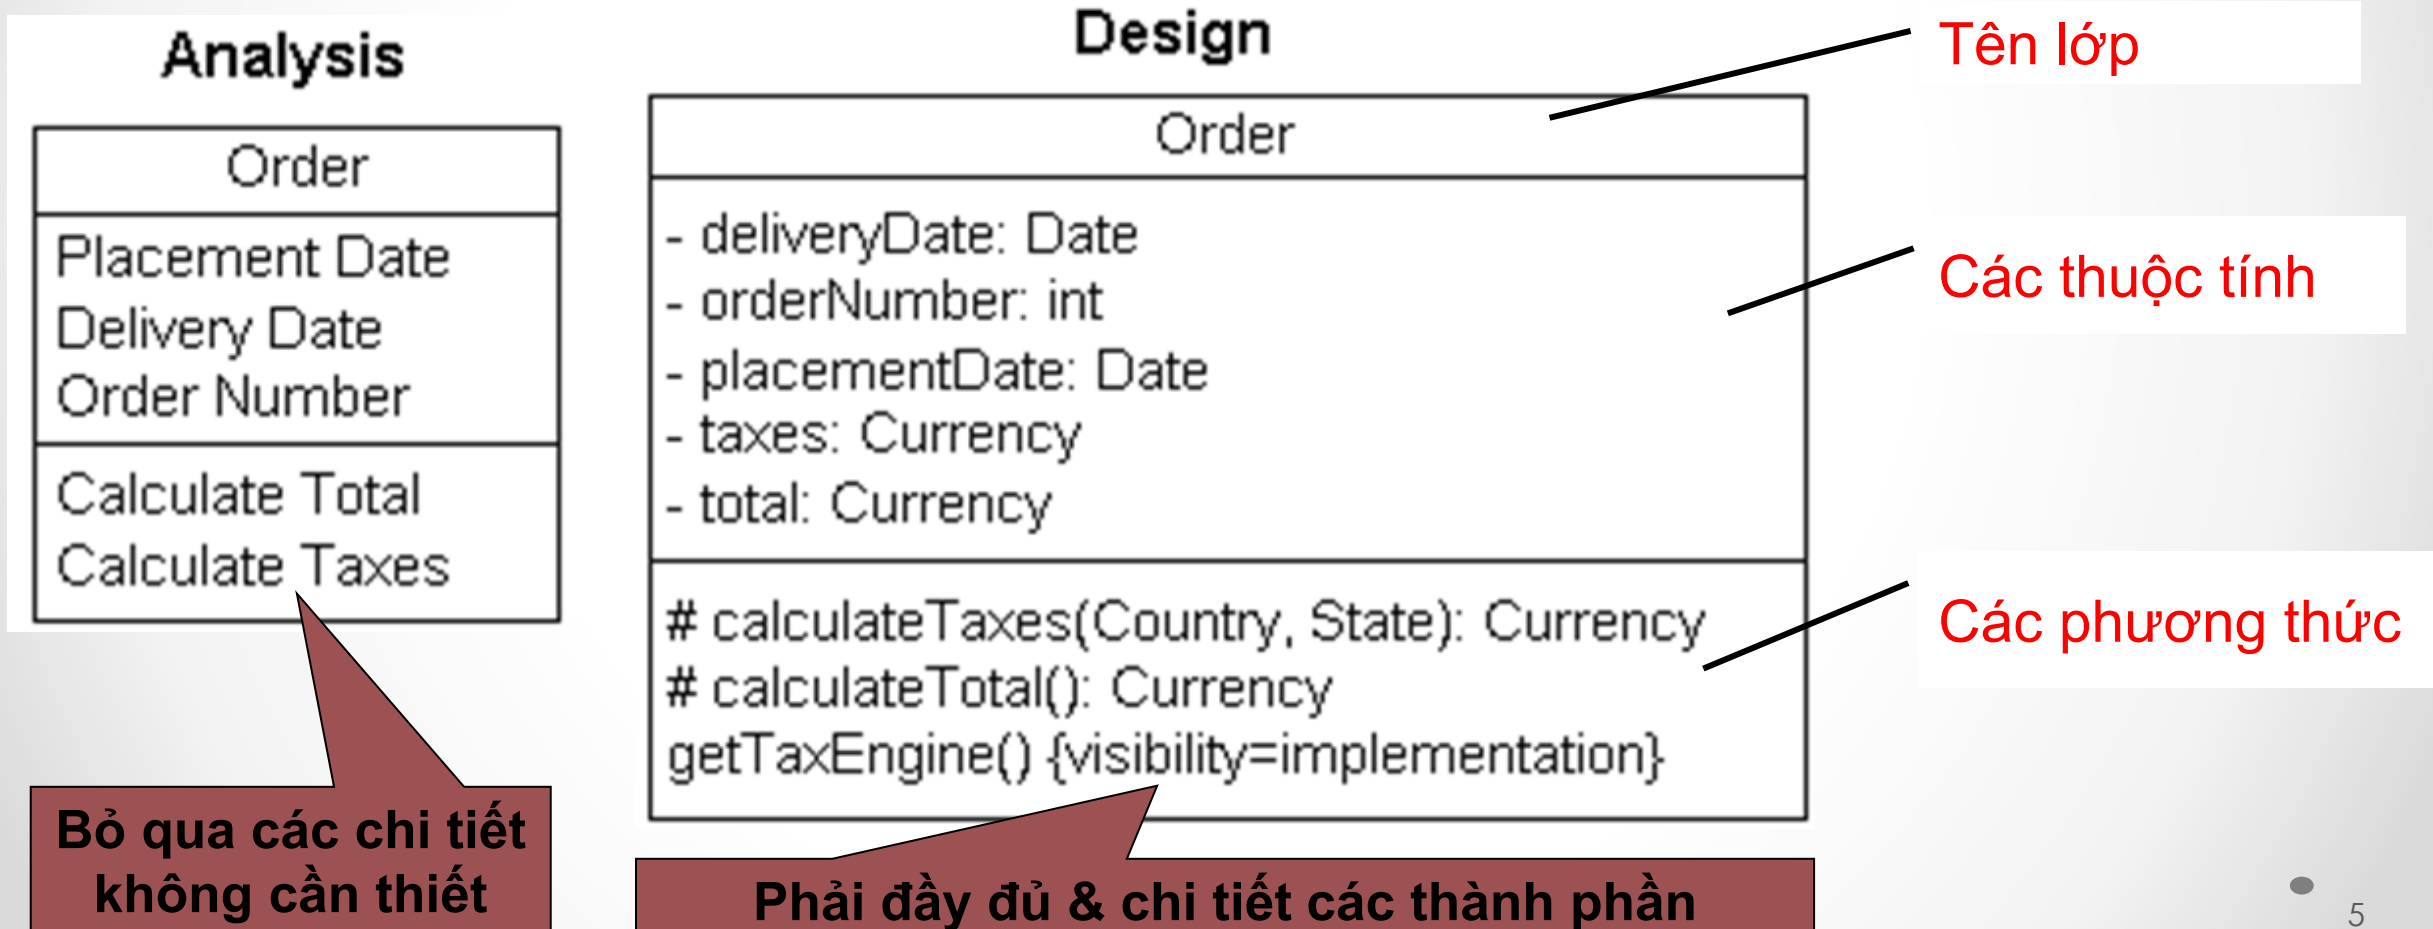 Analysis
Order
Placement Date
Delivery Date
Order Number
Calculate Total
Calculate Taxes
Bỏ qua các chi tiết
không cần thiết
Design
Order
- deliveryDate: Date
- orderNumber: int
- placementDate: Date
- taxes: Currency
- total: Currency
# calculateTaxes(Country, State): Currency
# calculateTotal(): Currency
getTaxEngine() {visibility=implementation}
Phải đầy đủ & chi tiết các thành phần
Tên lớp
Các thuộc tính
Các phương thức
5